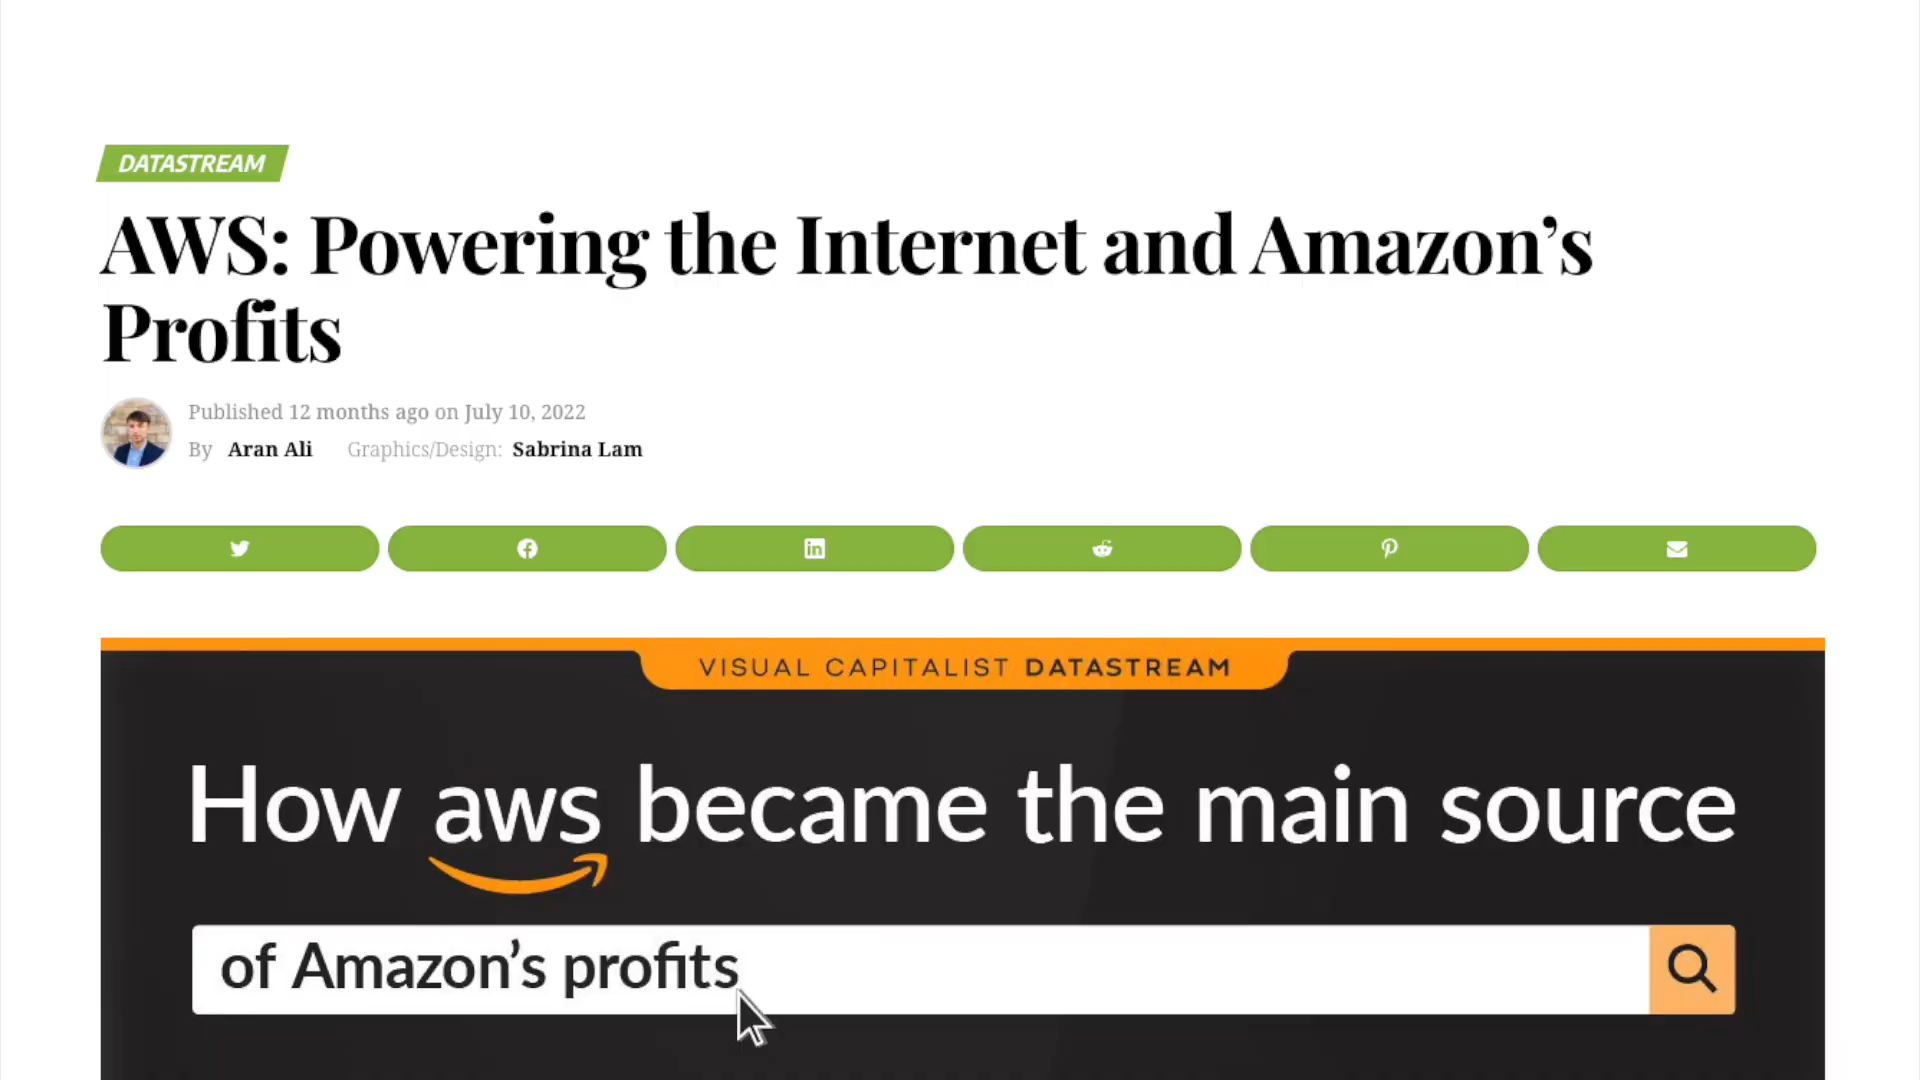 DATASTREAM
AWS: Powering the Internet and Amazon’s
Profits
Published 12 months ago on July 10, 2022
By Aran Ali Graphics/Design: Sabrina Lam
VISUAL CAPITALIST DATASTREAM
How aws became the main source
of Amazon’s profits